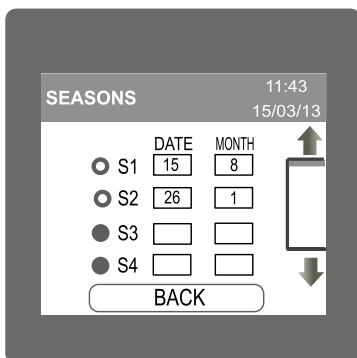 SEASONS 11:43
15/03/13
DATE MONTH
S1 15 8
S2 26 1
S3
S4
BACK